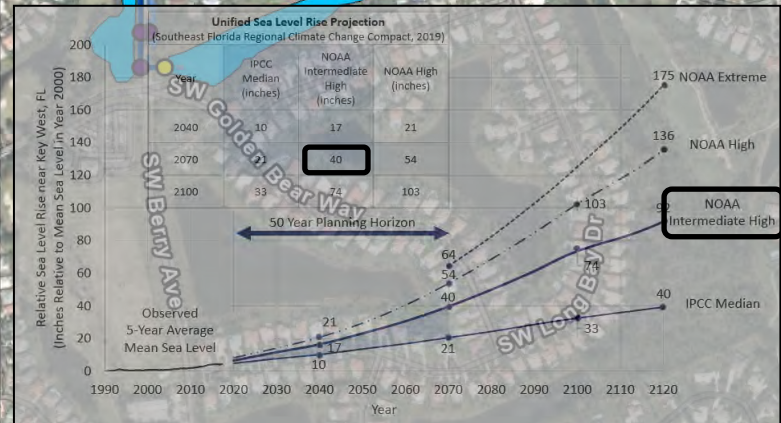 Unified Sea Level Rise Projection
(Southeast Florida Regional Climate Change Compact, 2019)
Year
IPCC Median (inches)
NOAA Intermediate High (inches)
NOAA High (inches)
2040 10 17 21
2070 21 40 54
2100 33 74 103
50 Year Planning Horizon
Relative Sea Level Rise near Key West, FL
(Inches Relative to Mean Sea Level in Year 2000)
200
180
160
140
120
100
80
60
40
20
0
Observed
5-Year Average
Mean Sea Level
175 NOAA Extreme
136
NOAA High
103
92
NOAA
Intermediate High
74
64
54
40
40
IPCC Median
33
21
21
17
10
1990 2000 2010 2020 2030 2040 2050 2060 2070 2080 2090 2100 2110 2120
Year
SW Golden Bear Way
SW Berry Ave
SW Long Bay Dr